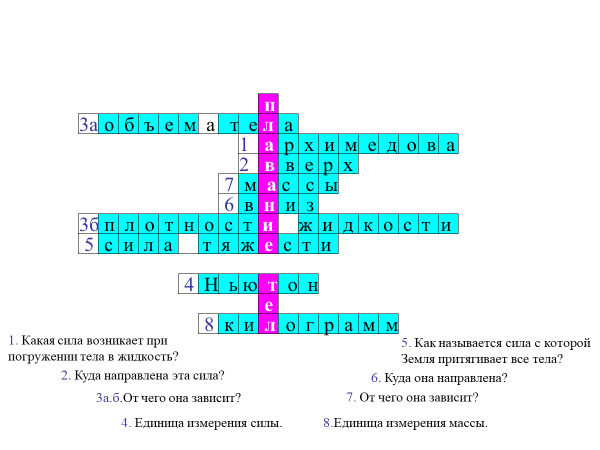 п
3а о б ъ е м а т е л а
1 а р х и м е д о в а
2 в в е р х
7 м а с с ы
6 в н и з
3б п л о т н о с т и ж и д к о с т и
5 с и л а т я ж е с т и
4 Н ь ю т о н
е
8 к и л о г р а м м
1. Какая сила возникает при
погружении тела в жидкость?
2. Куда направлена эта сила?
3а.б.От чего она зависит?
4. Единица измерения силы.
5. Как называется сила с которой
Земля притягивает все тела?
6. Куда она направлена?
7. От чего она зависит?
8.Единица измерения массы.